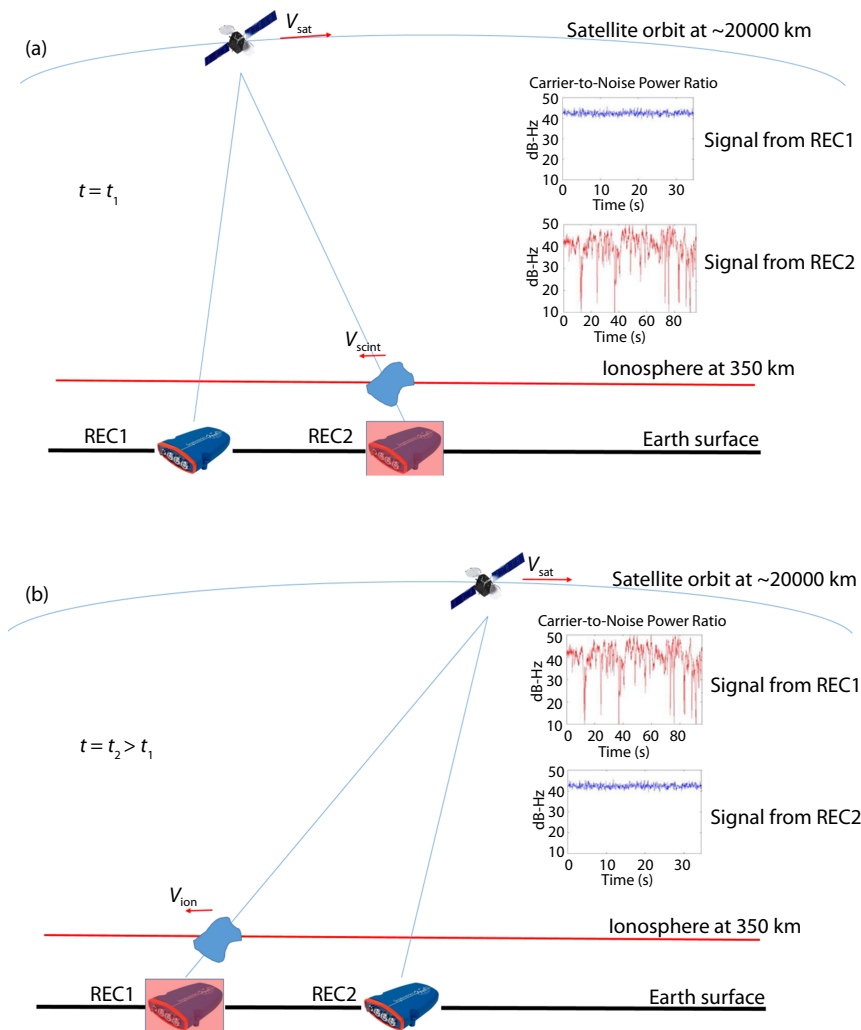 (a)
V_sat
Satellite orbit at ~20000 km
Carrier-to-Noise Power Ratio
50
40
30
20
10
dB-Hz
0 10 20 30
Time (s)
Signal from REC1
t = t_1
50
40
30
20
10
dB-Hz
0 20 40 60 80
Time (s)
Signal from REC2
V_scint
Ionosphere at 350 km
REC1
REC2
Earth surface
(b)
V_sat
Satellite orbit at ~20000 km
Carrier-to-Noise Power Ratio
50
40
30
20
10
dB-Hz
0 20 40 60 80
Time (s)
Signal from REC1
t = t_2 > t_1
50
40
30
20
10
dB-Hz
0 10 20 30
Time (s)
Signal from REC2
V_ion
Ionosphere at 350 km
REC1
REC2
Earth surface